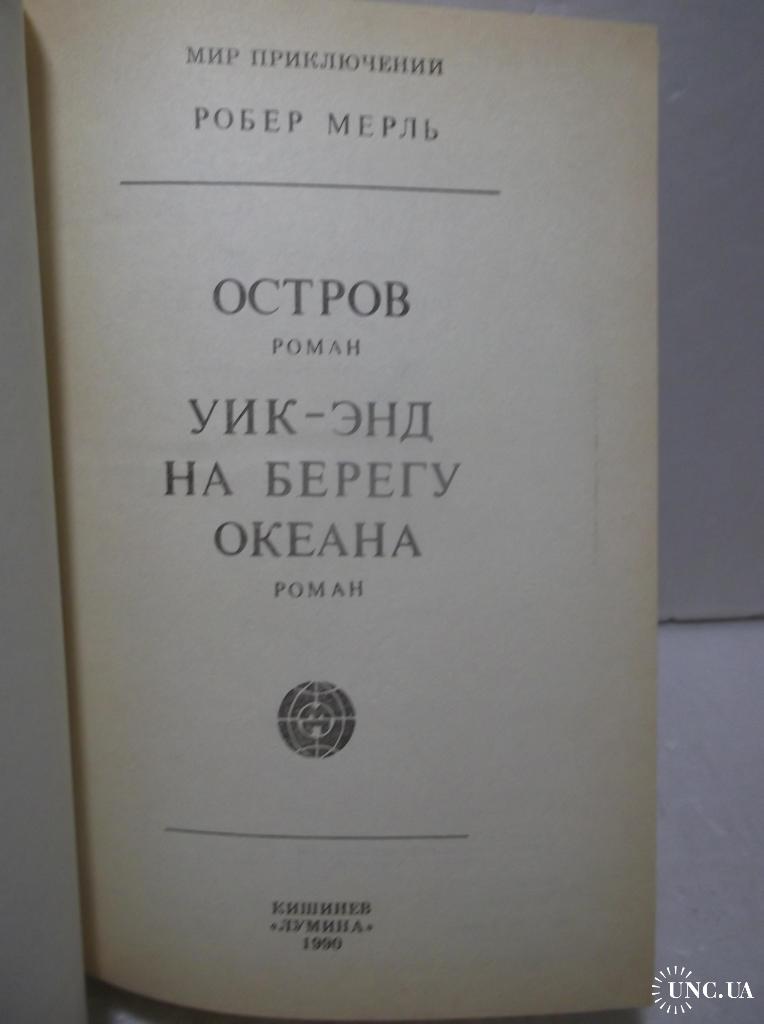 МИР ПРИКЛЮЧЕНИЙ
РОБЕР МЕРЛЬ
ОСТРОВ
РОМАН
УИК-ЭНД
НА БЕРЕГУ
ОКЕАНА
РОМАН
КИШИНЕВ
«ЛУМИНА»
1990
UNC.UA